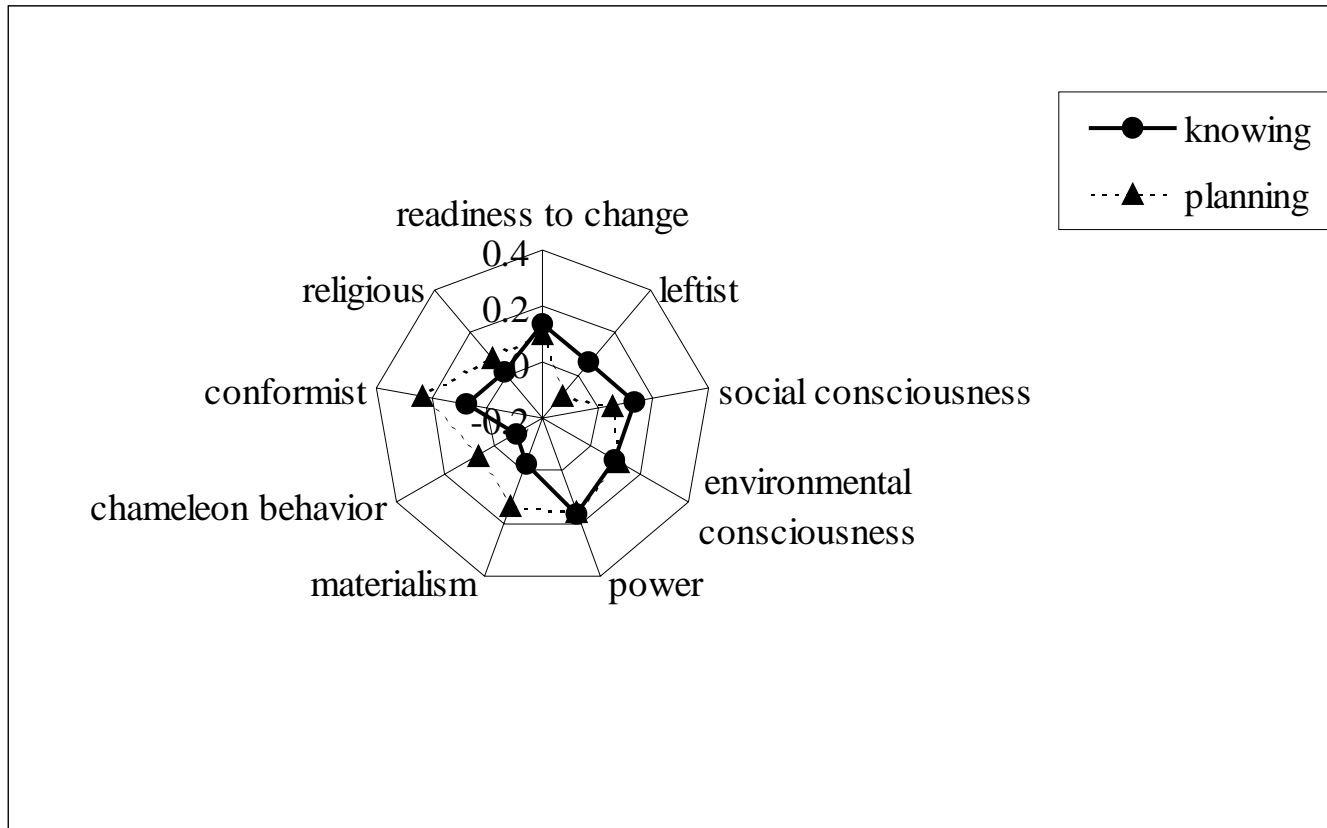 knowing
planning
readiness to change
0.4
religious
leftist
0.2
0
conformist
social consciousness
-0.2
chameleon behavior
environmental
consciousness
materialism
power